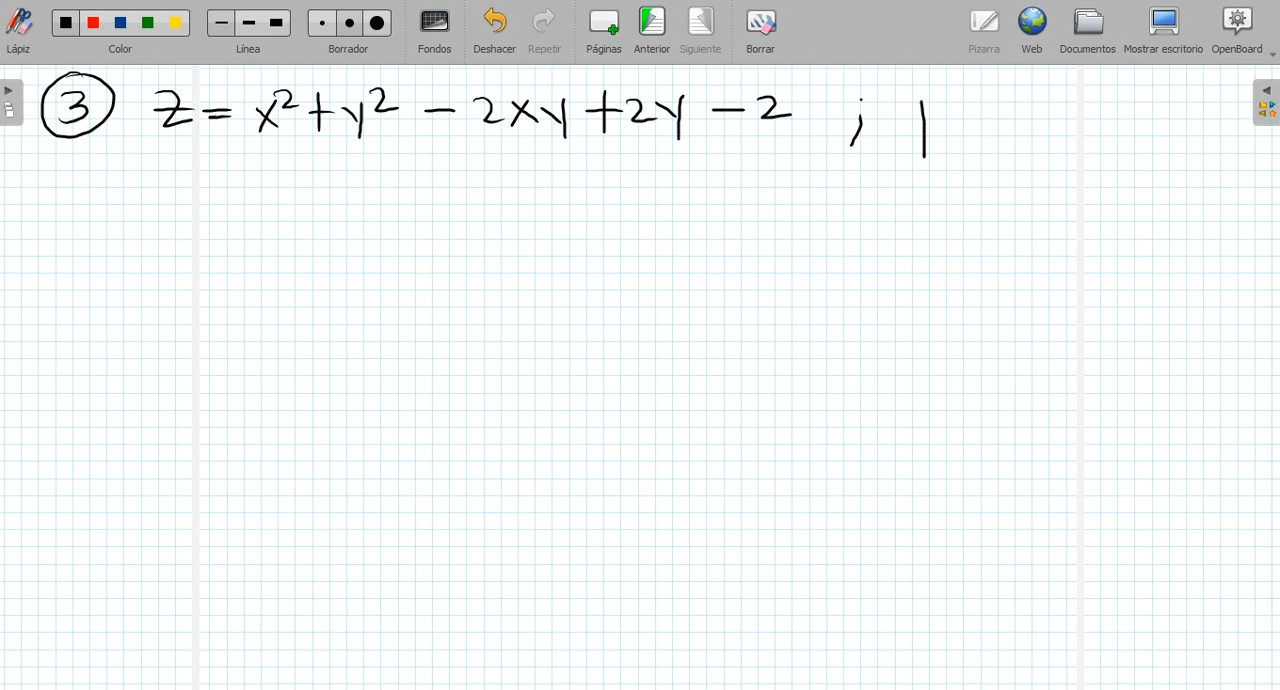 Lápiz Color Línea Borrador Fondos Deshacer Repetir Páginas Anterior Siguiente Borrar Pizarra Web Documentos Mostrar escritorio OpenBoard
3 z = x² + y² - 2xy + 2y - 2 ; |